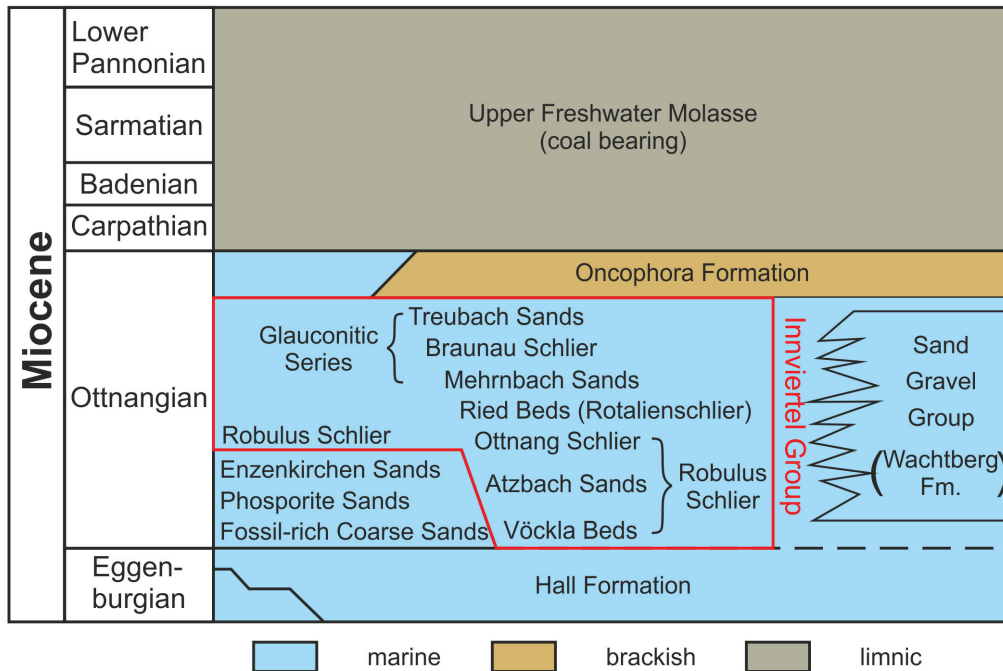 Miocene
Lower
Pannonian
Sarmatian
Badenian
Carpathian
Ottnangian
Eggen-
burgian
Upper Freshwater Molasse
(coal bearing)
Oncophora Formation
Glauconitic
Series
Treubach Sands
Braunau Schlier
Mehrnbach Sands
Ried Beds (Rotalienschlier)
Robulus Schlier
Ottnang Schlier
Atzbach Sands
Vöckla Beds
Robulus
Schlier
Enzenkirchen Sands
Phosporite Sands
Fossil-rich Coarse Sands
Innviertel Group
Sand
Gravel
Group
(Wachtberg
Fm.)
Hall Formation
marine
brackish
limnic